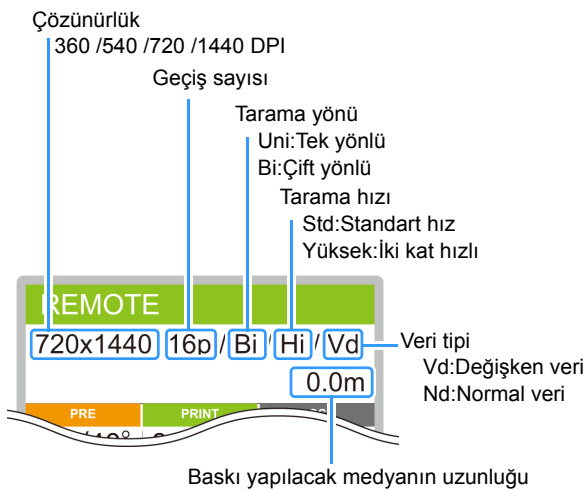 Çözünürlük
360 /540 /720 /1440 DPI
Geçiş sayısı
Tarama yönü
Uni:Tek yönlü
Bi:Çift yönlü
Tarama hızı
Std:Standart hız
Yüksek:İki kat hızlı
REMOTE
720x1440 16p / Bi / Hi / Vd
Veri tipi
Vd:Değişken veri
Nd:Normal veri
0.0m
PRE PRINT
Baskı yapılacak medyanın uzunluğu